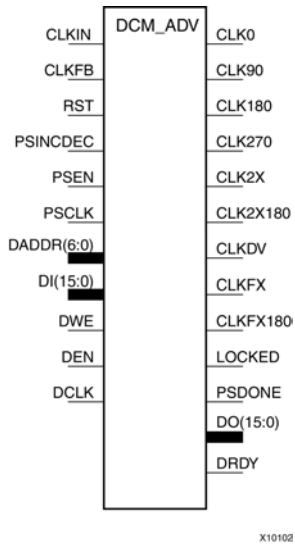 DCM_ADV
CLKIN
CLKFB
RST
PSINCDEC
PSEN
PSCLK
DADDR(6:0)
DI(15:0)
DWE
DEN
DCLK
CLK0
CLK90
CLK180
CLK270
CLK2X
CLK2X180
CLKDV
CLKFX
CLKFX180
LOCKED
PSDONE
DO(15:0)
DRDY
X10102